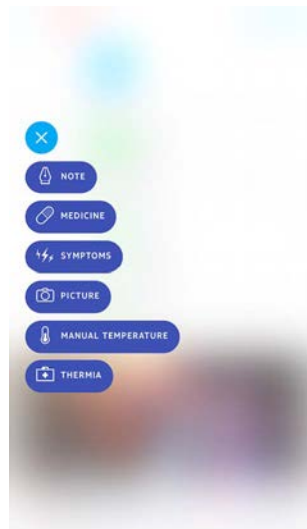 NOTE
MEDICINE
SYMPTOMS
PICTURE
MANUAL TEMPERATURE
THERMIA